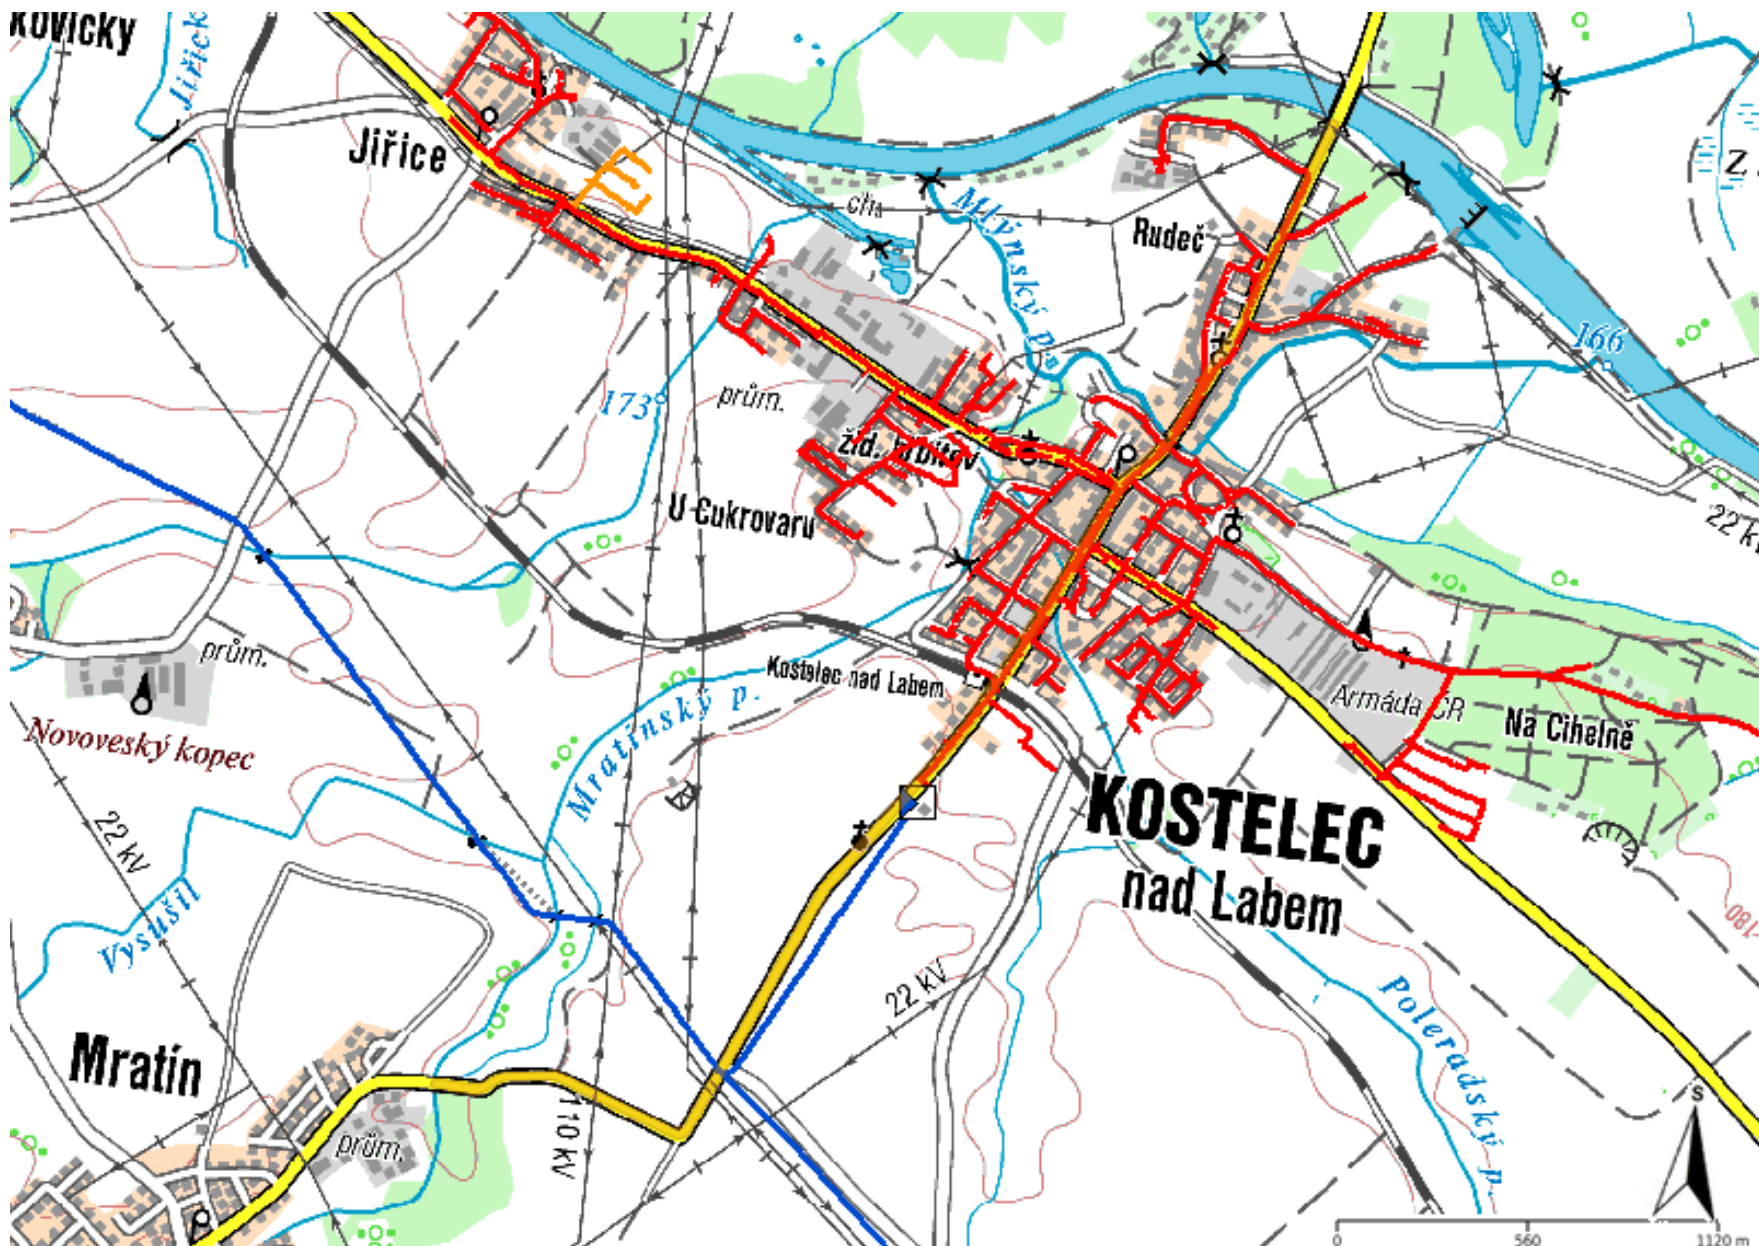 Jiřice
Rudeč
Mlýnský p.
166
173
prům.
žid. hřbitov
U Cukrovaru
22 kV
prům.
Kostelec nad Labem
Armáda ČR
Na Cihelně
Novoveský kopec
Mratínský p.
KOSTELEC
nad Labem
22 kV
Vysušil
180
22 kV
Poleradský p.
Mratín
prům.
110 kV
S
0 560 1120 m